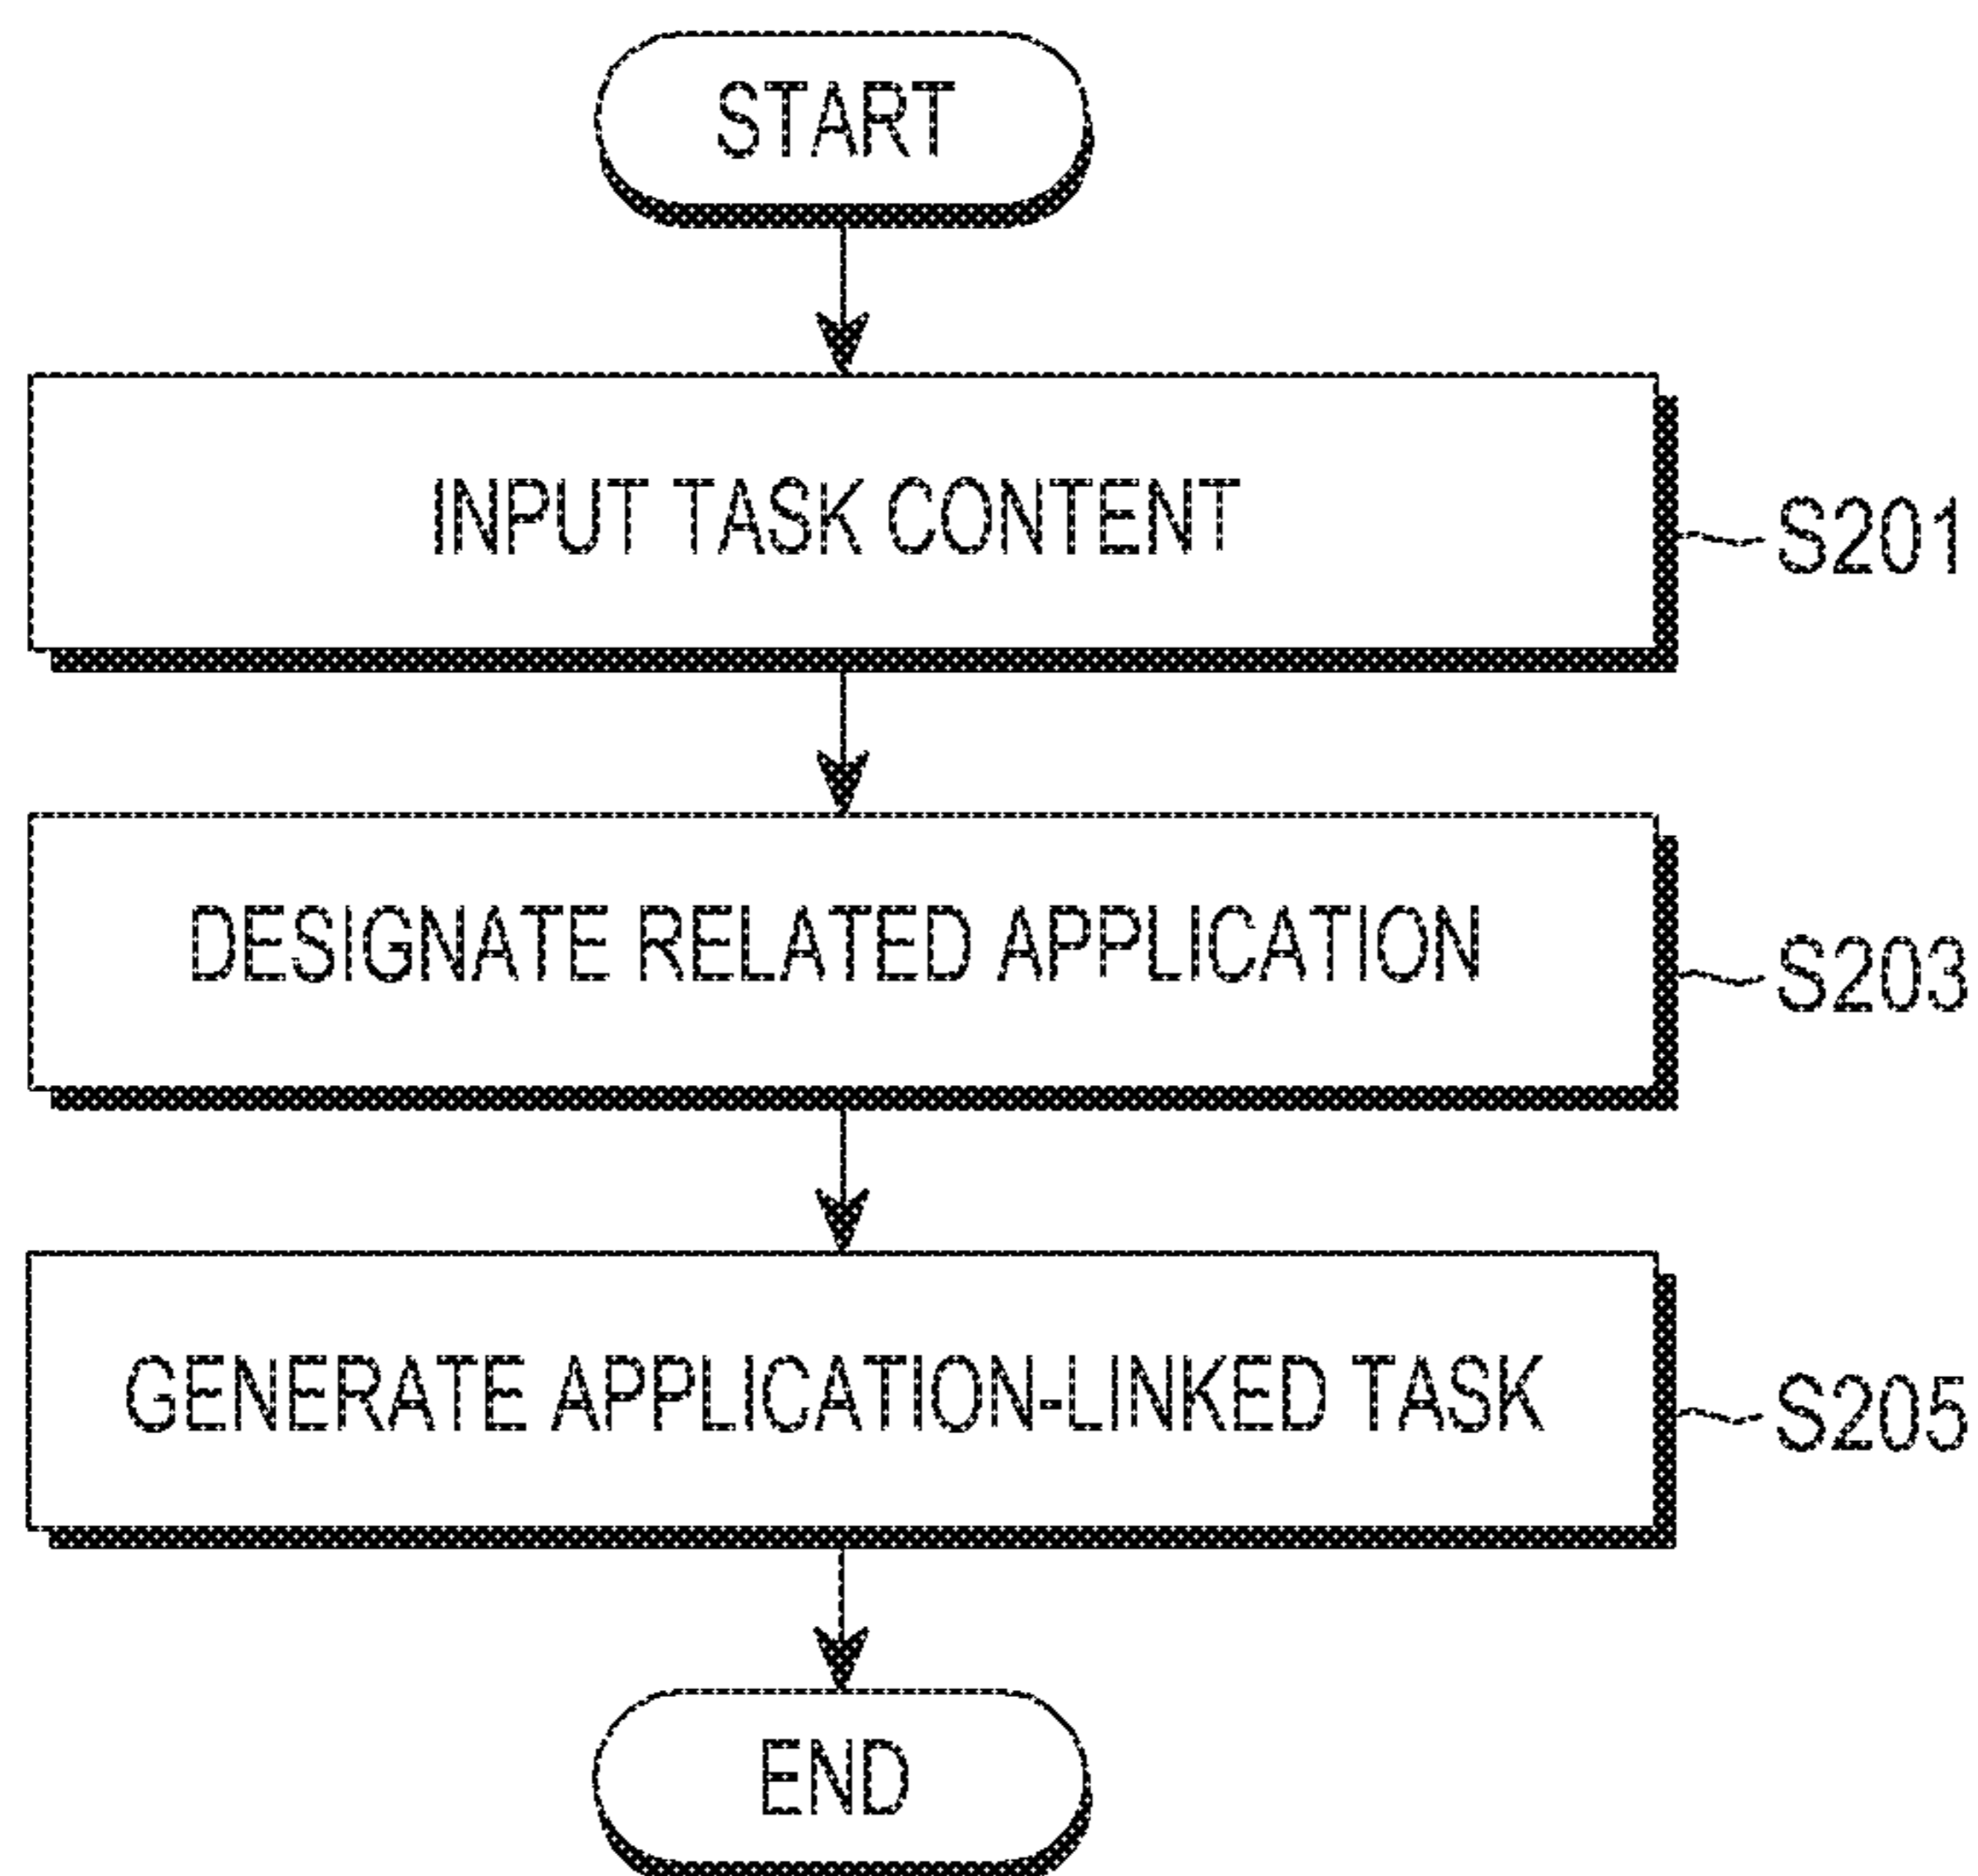 START
INPUT TASK CONTENT
S201
DESIGNATE RELATED APPLICATION
S203
GENERATE APPLICATION-LINKED TASK
S205
END